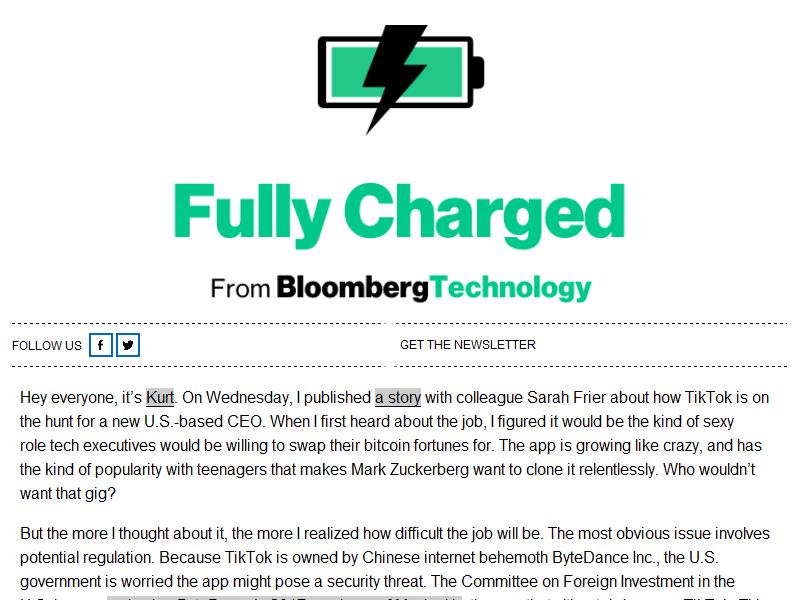 Fully Charged
From BloombergTechnology
FOLLOW US
GET THE NEWSLETTER
Hey everyone, it’s Kurt. On Wednesday, I published a story with colleague Sarah Frier about how TikTok is on
the hunt for a new U.S.-based CEO. When I first heard about the job, I figured it would be the kind of sexy
role tech executives would be willing to swap their bitcoin fortunes for. The app is growing like crazy, and has
the kind of popularity with teenagers that makes Mark Zuckerberg want to clone it relentlessly. Who wouldn’t
want that gig?
But the more I thought about it, the more I realized how difficult the job will be. The most obvious issue involves
potential regulation. Because TikTok is owned by Chinese internet behemoth ByteDance Inc., the U.S.
government is worried the app might pose a security threat. The Committee on Foreign Investment in the